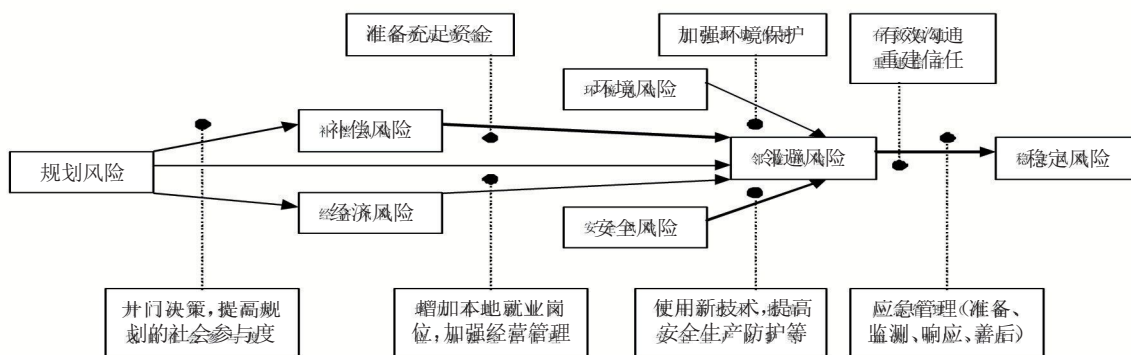 准备充足资金
加强环境保护
有效沟通
重建信任
环境风险
补偿风险
规划风险
邻避风险
稳定风险
经济风险
安全风险
开门决策,提高规
划的社会参与度
增加本地就业岗
位,加强经营管理
使用新技术,提高
安全生产防护等
应急管理(准备、
监测、响应、善后)